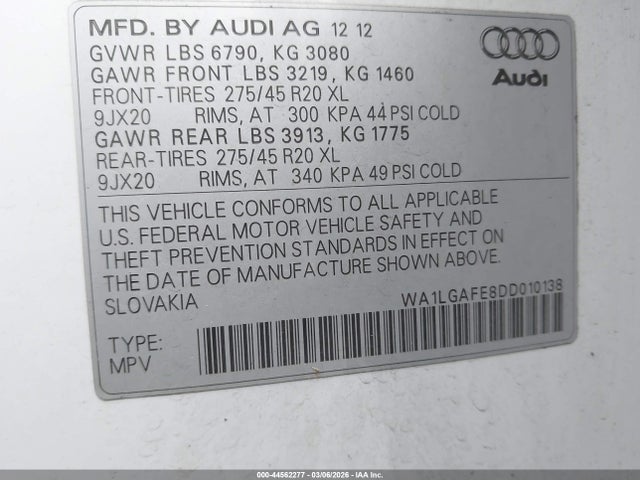 MFD. BY AUDI AG 12 12
GVWR LBS 6790, KG 3080
GAWR FRONT LBS 3219, KG 1460
FRONT-TIRES 275/45 R20 XL
9JX20 RIMS, AT 300 KPA 44 PSI COLD
GAWR REAR LBS 3913, KG 1775
REAR-TIRES 275/45 R20 XL
9JX20 RIMS, AT 340 KPA 49 PSI COLD
Audi
THIS VEHICLE CONFORMS TO ALL APPLICABLE
U.S. FEDERAL MOTOR VEHICLE SAFETY AND
THEFT PREVENTION STANDARDS IN EFFECT ON
THE DATE OF MANUFACTURE SHOWN ABOVE.
SLOVAKIA WA1LGAFE8DD010138
TYPE:
MPV
000-44562277 - 03/06/2026 - IAA Inc.